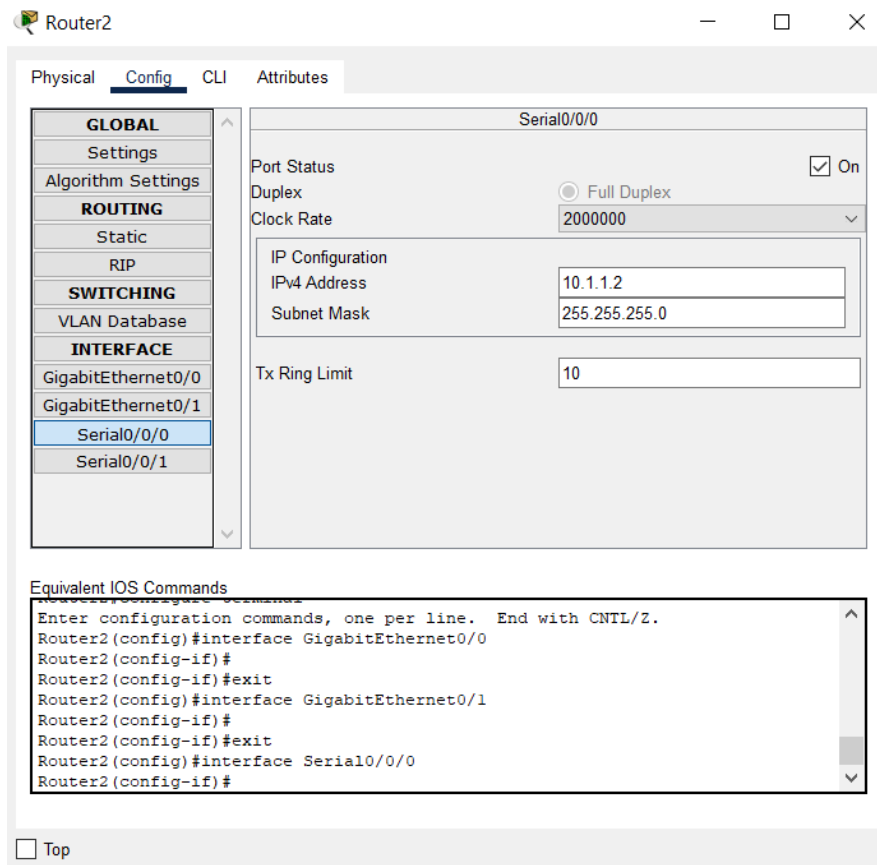 Router2
Physical Config CLI Attributes
GLOBAL
Settings
Algorithm Settings
ROUTING
Static
RIP
SWITCHING
VLAN Database
INTERFACE
GigabitEthernet0/0
GigabitEthernet0/1
Serial0/0/0
Serial0/0/1
Serial0/0/0
Port Status On
Duplex Full Duplex
Clock Rate 2000000
IP Configuration
IPv4 Address 10.1.1.2
Subnet Mask 255.255.255.0
Tx Ring Limit 10
Equivalent IOS Commands
Router2#configure terminal
Enter configuration commands, one per line.  End with CNTL/Z.
Router2(config)#interface GigabitEthernet0/0
Router2(config-if)#
Router2(config-if)#exit
Router2(config)#interface GigabitEthernet0/1
Router2(config-if)#
Router2(config-if)#exit
Router2(config)#interface Serial0/0/0
Router2(config-if)#
Top